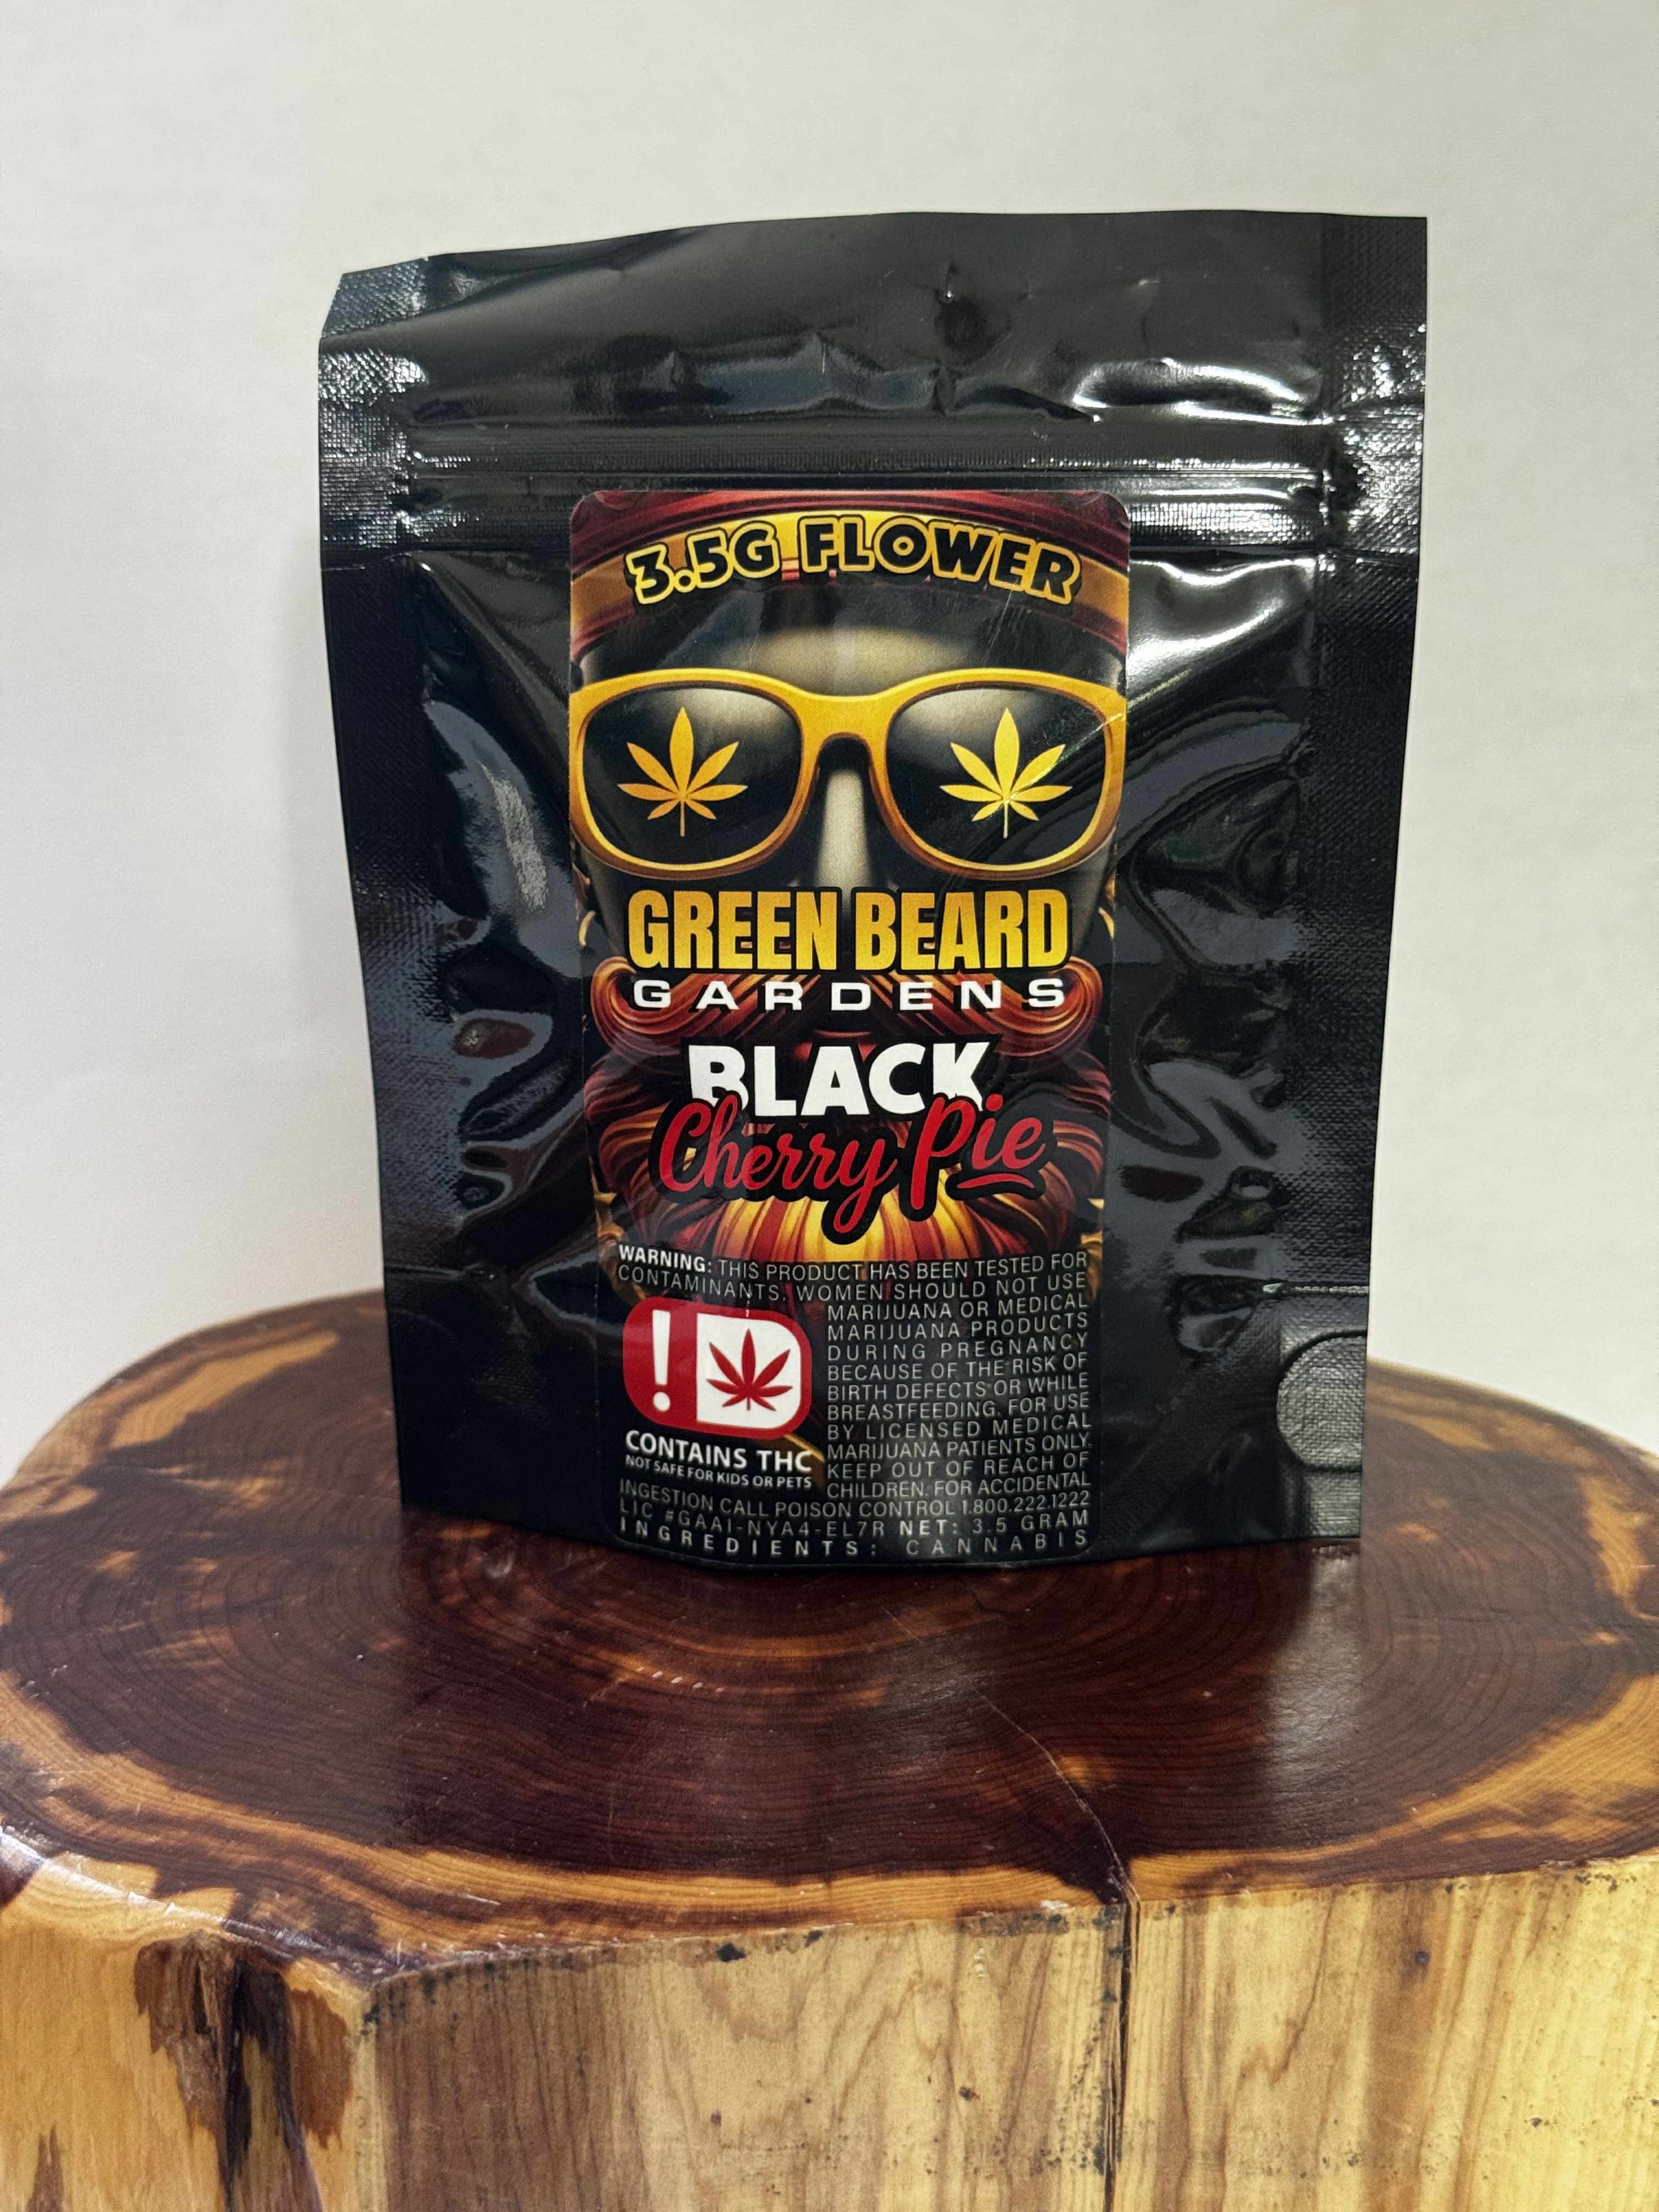 3.5G FLOWER
GREEN BEARD
GARDENS
BLACK
Cherry Pie
WARNING: THIS PRODUCT HAS BEEN TESTED FOR
CONTAMINANTS. WOMEN SHOULD NOT USE
MARIJUANA OR MEDICAL
MARIJUANA PRODUCTS
DURING PREGNANCY
BECAUSE OF THE RISK OF
BIRTH DEFECTS OR WHILE
BREASTFEEDING. FOR USE
BY LICENSED MEDICAL
MARIJUANA PATIENTS ONLY.
KEEP OUT OF REACH OF
CHILDREN. FOR ACCIDENTAL
!
CONTAINS THC
NOT SAFE FOR KIDS OR PETS
INGESTION CALL POISON CONTROL 1.800.222.1222
LIC #GAAI-NYA4-EL7R NET: 3.5 GRAM
INGREDIENTS: CANNABIS